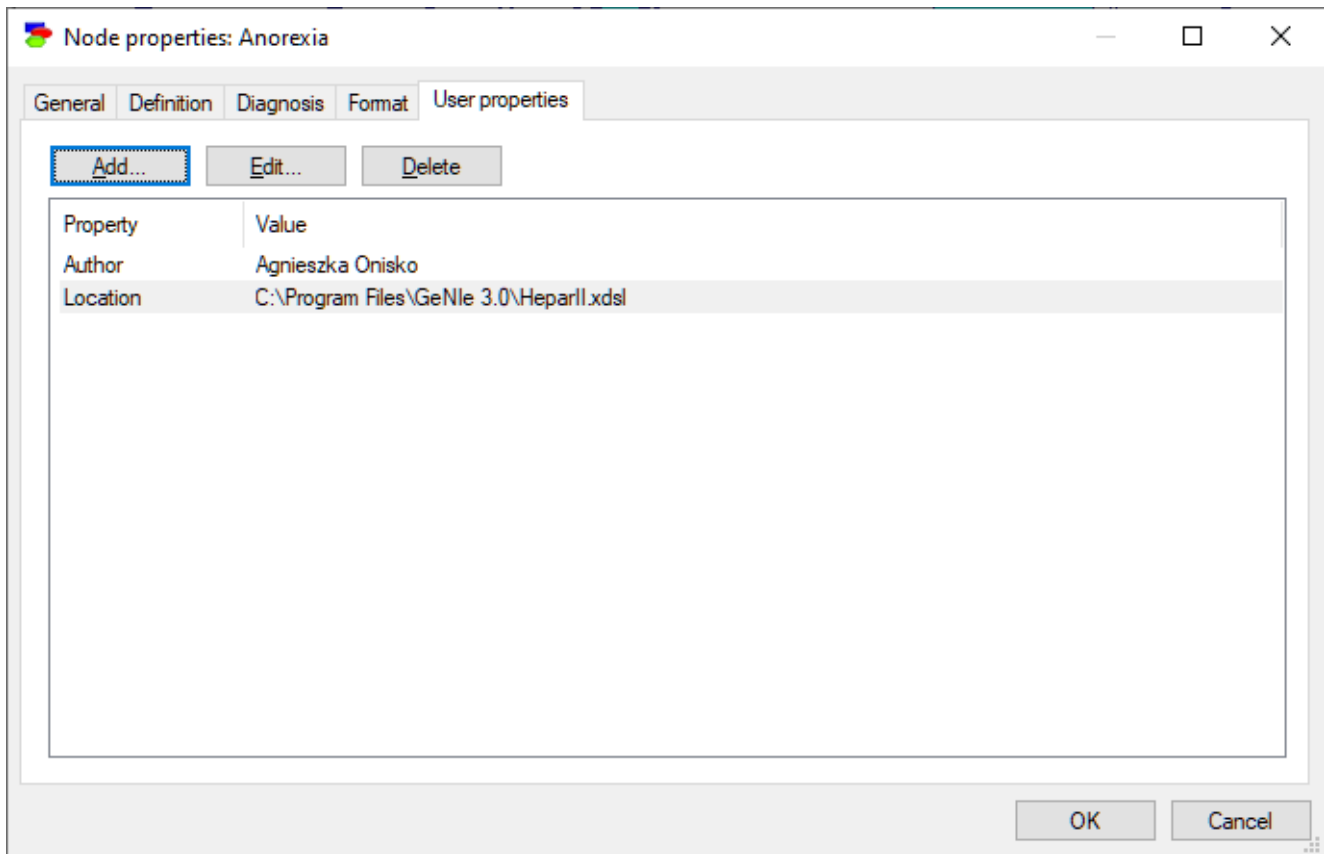 Node properties: Anorexia
General Definition Diagnosis Format User properties
Add... Edit... Delete
Property Value
Author Agnieszka Onisko
Location C:\Program Files\GeNIe 3.0\HeparII.xdsl
OK Cancel